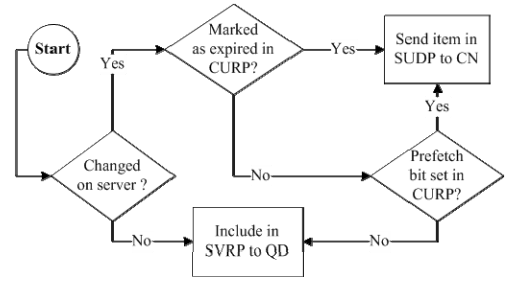 Start
Marked
as expired in
CURP?
Yes
Send item in
SUDP to CN
Yes
Yes
Changed
on server ?
No
Prefetch
bit set in
CURP?
Include in
SVRP to QD
No
No